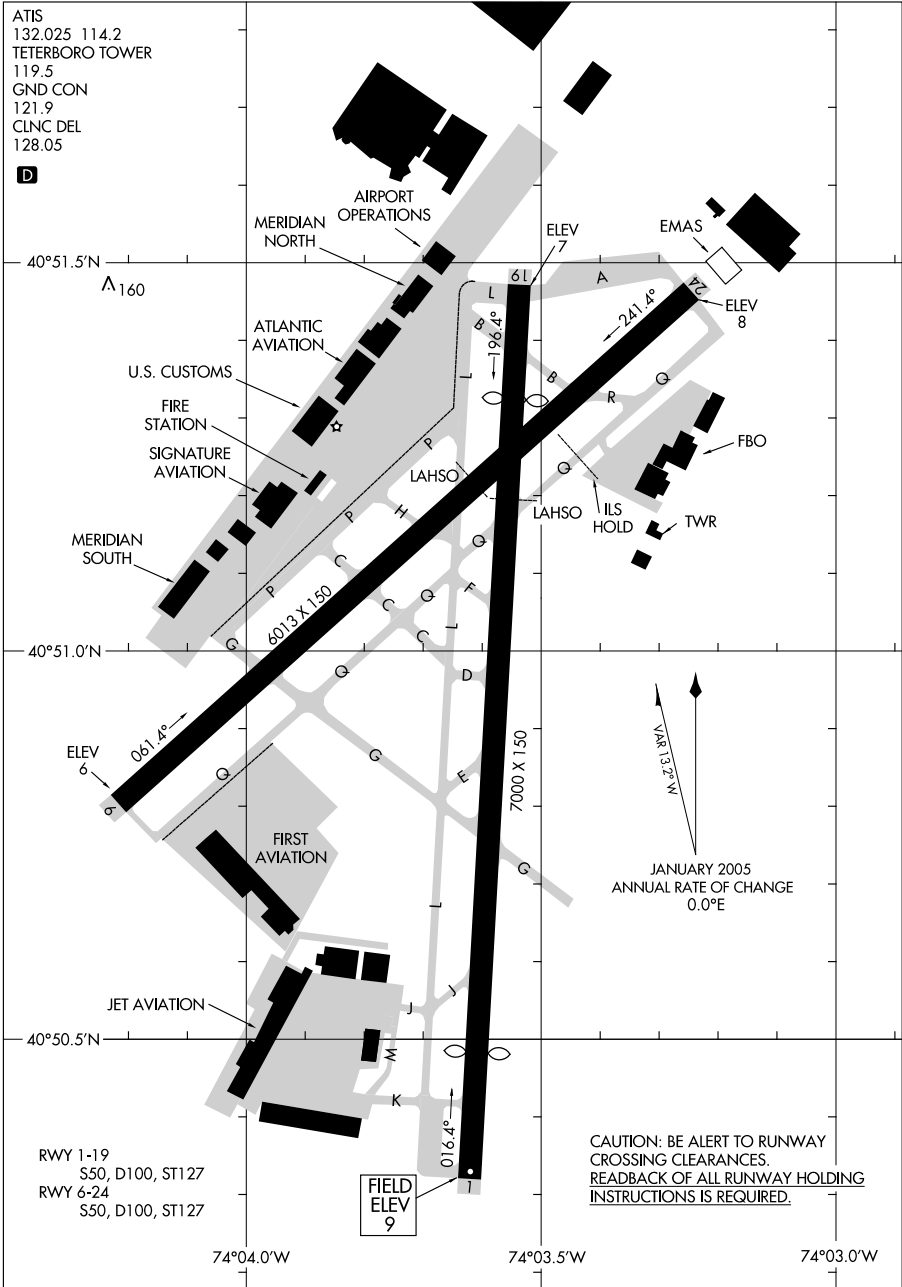 ATIS
132.025 114.2
TETERBORO TOWER
119.5
GND CON
121.9
CLNC DEL
128.05
D
AIRPORT
OPERATIONS
MERIDIAN
NORTH
ELEV
7
EMAS
40°51.5'N
160
19
L
A
24
ELEV
8
ATLANTIC
AVIATION
B
196.4°
241.4°
U.S. CUSTOMS
L
B
Q
R
FIRE
STATION
P
FBO
SIGNATURE
AVIATION
LAHSO
Q
P
H
LAHSO
ILS
HOLD
TWR
MERIDIAN
SOUTH
Q
C
P
C
Q
F
6013 X 150
C
L
40°51.0'N
G
Q
D
VAR 13.2° W
061.4°
ELEV
6
Q
G
E
7000 X 150
6
FIRST
AVIATION
G
JANUARY 2005
ANNUAL RATE OF CHANGE
0.0°E
L
JET AVIATION
J
J
40°50.5'N
M
K
016.4°
RWY 1-19
S50, D100, ST127
RWY 6-24
S50, D100, ST127
FIELD
ELEV
9
1
CAUTION: BE ALERT TO RUNWAY
CROSSING CLEARANCES.
READBACK OF ALL RUNWAY HOLDING
INSTRUCTIONS IS REQUIRED.
74°04.0'W
74°03.5'W
74°03.0'W